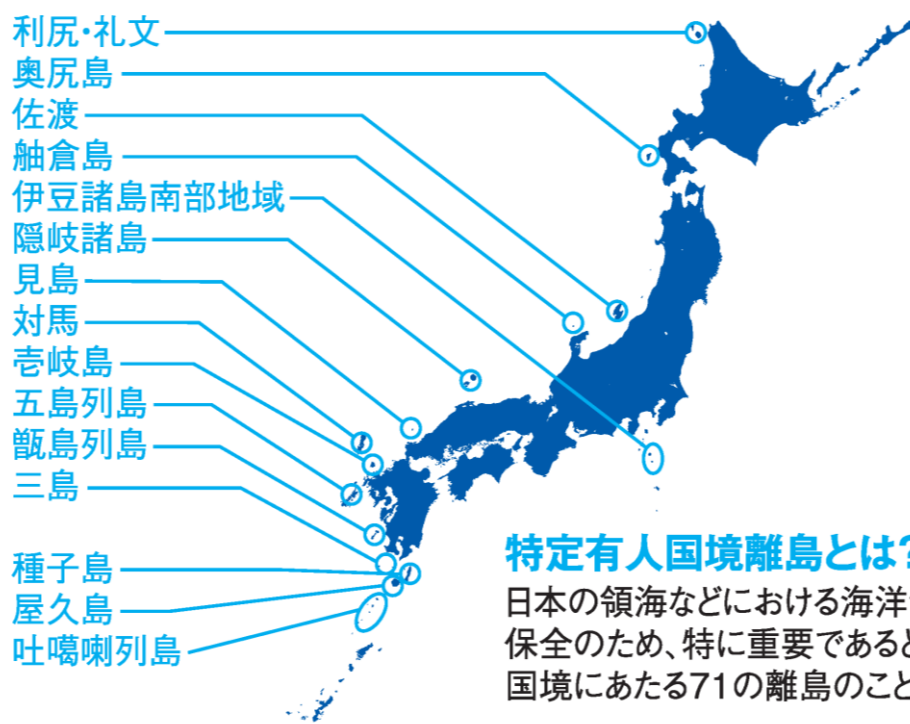 利尻・礼文
奥尻島
佐渡
舳倉島
伊豆諸島南部地域
隠岐諸島
見島
対馬
壱岐島
五島列島
甑島列島
三島
種子島
屋久島
吐噶喇列島
特定有人国境離島とは?
日本の領海などにおける海洋
保全のため、特に重要であると
国境にあたる71の離島のこと